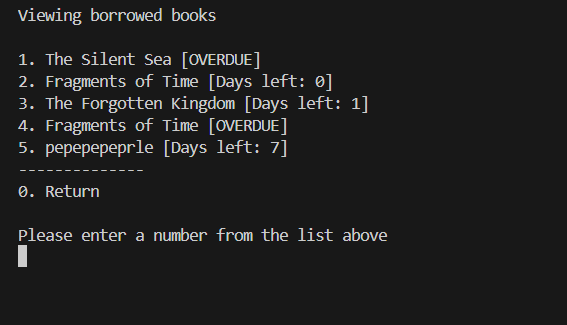 Viewing borrowed books
1. The Silent Sea [OVERDUE]
2. Fragments of Time [Days left: 0]
3. The Forgotten Kingdom [Days left: 1]
4. Fragments of Time [OVERDUE]
5. pepepepeprle [Days left: 7]
--------------
0. Return
Please enter a number from the list above